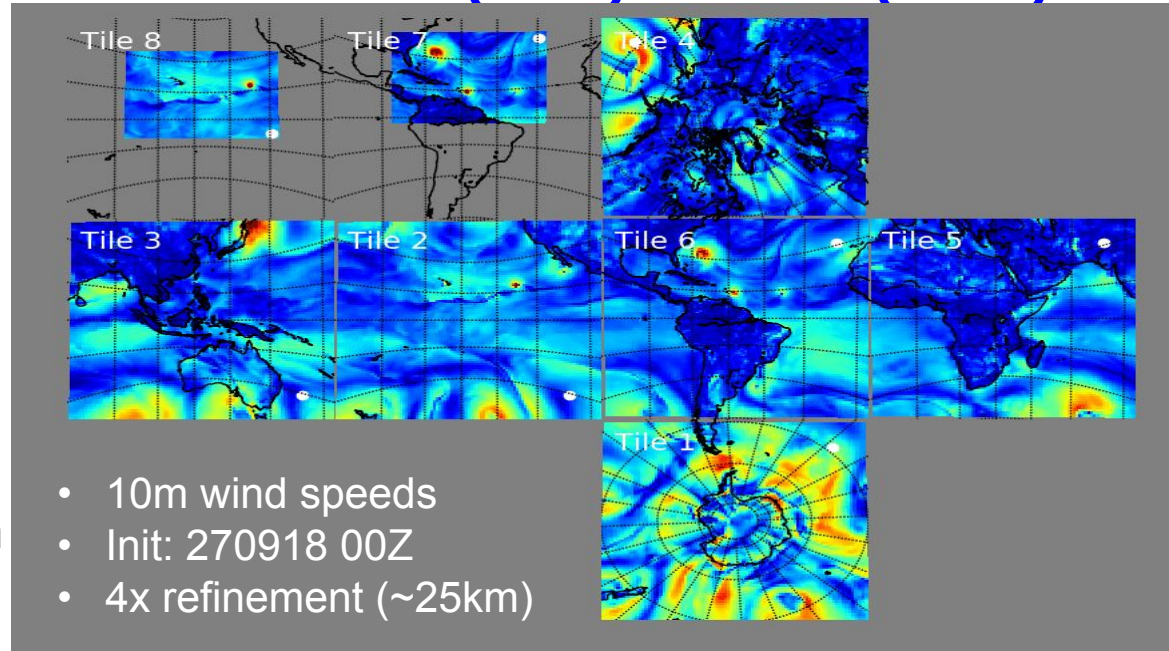 Tile 8
Tile 7
Tile 4
Tile 3
Tile 2
Tile 6
Tile 5
Tile 1
• 10m wind speeds
• Init: 270918 00Z
• 4x refinement (~25km)